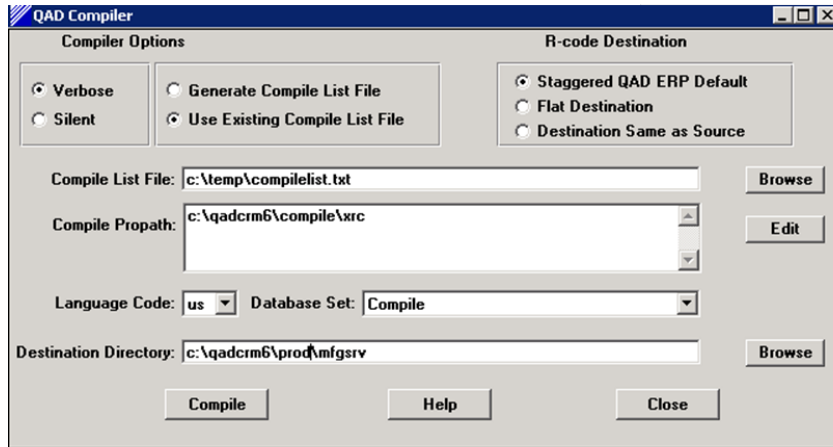 QAD Compiler
Compiler Options R-code Destination
Verbose Generate Compile List File Staggered QAD ERP Default
Flat Destination
Silent Use Existing Compile List File
Destination Same as Source
Compile List File: c:\temp\compilelist.txt Browse
Compile Propath: c:\qadcrm6\compile\xrc Edit
Language Code: us Database Set: Compile
Destination Directory: c:\qadcrm6\prod\mfgsrv Browse
Compile Help Close